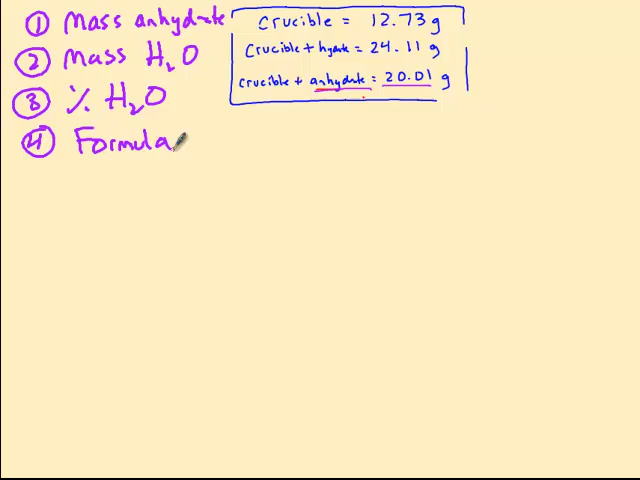 ① Mass anhydrate
② Mass H₂O
③ % H₂O
④ Formula
Crucible = 12.73 g
Crucible + hydrate = 24.11 g
crucible + anhydrate = 20.01 g